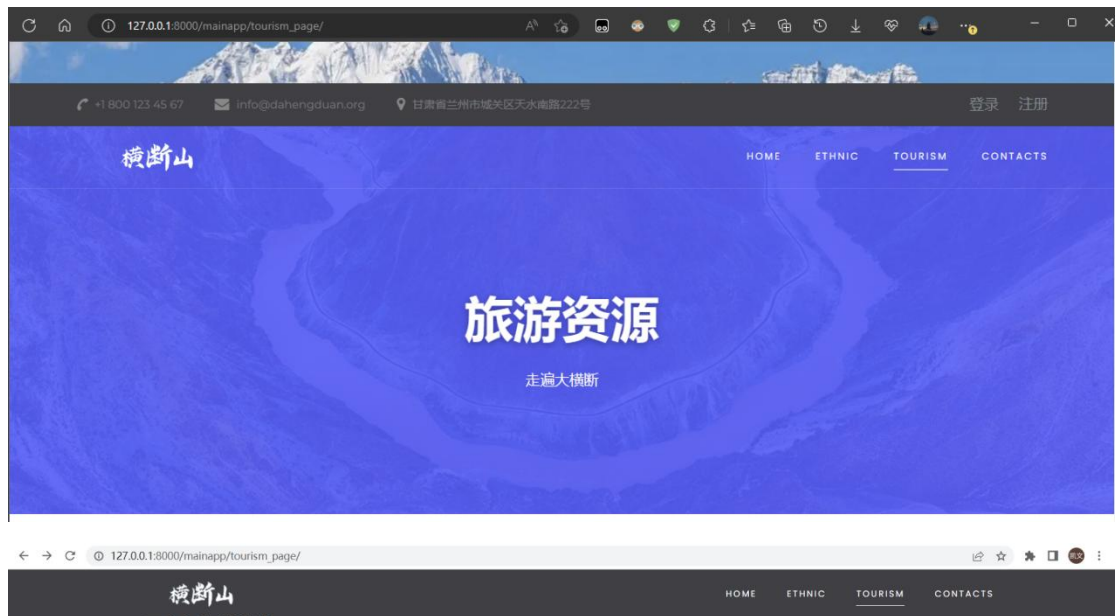 127.0.0.1:8000/mainapp/tourism_page/
+1 800 123 45 67 info@dahengduan.org 甘肃省兰州市城关区天水南路222号 登录 注册
横断山 HOME ETHNIC TOURISM CONTACTS
旅游资源
走遍大横断
127.0.0.1:8000/mainapp/tourism_page/
横断山 HOME ETHNIC TOURISM CONTACTS